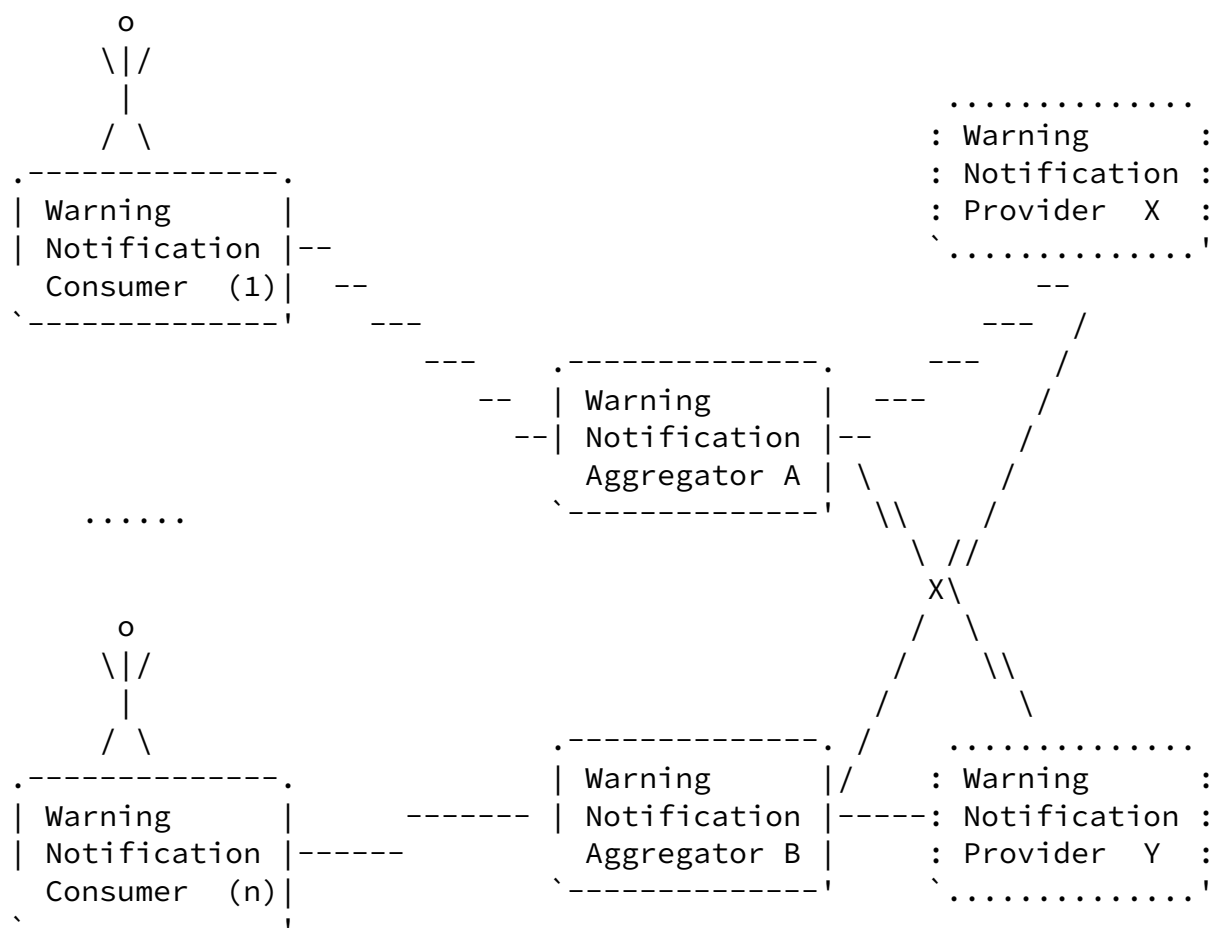 Warning
Notification
Provider X
Warning
Notification
Consumer (1)
Warning
Notification
Aggregator A
......
X
Warning
Notification
Consumer (n)
Warning
Notification
Aggregator B
Warning
Notification
Provider Y